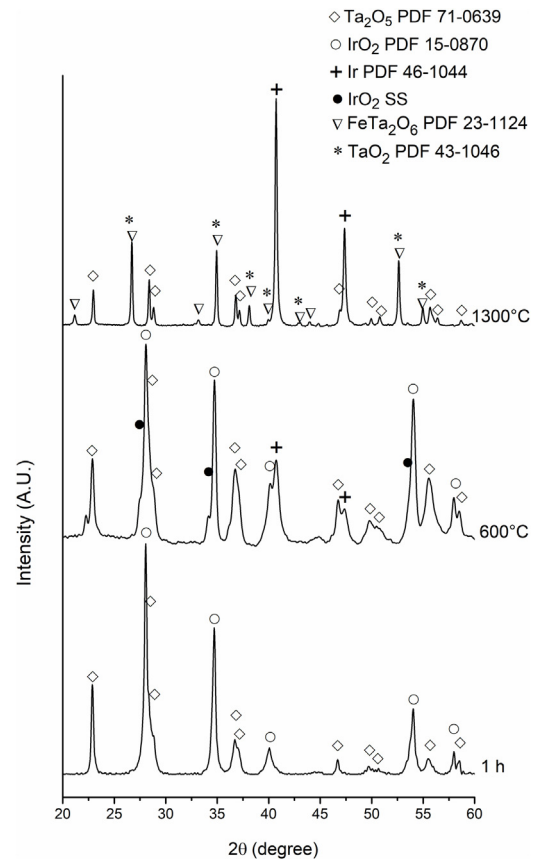 ◇ Ta₂O₅ PDF 71-0639
○ IrO₂ PDF 15-0870
+ Ir PDF 46-1044
● IrO₂ SS
▽ FeTa₂O₆ PDF 23-1124
* TaO₂ PDF 43-1046
1300°C
600°C
1 h
Intensity (A.U.)
20 25 30 35 40 45 50 55 60
2θ (degree)